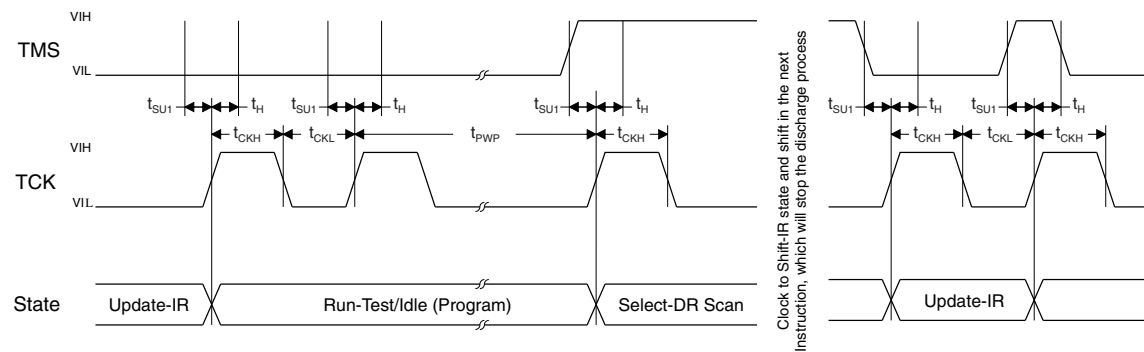 VIH
TMS
VIL
tSU1 tH tSU1 tH tSU1 tH tSU1 tH tSU1 tH
tCKH tCKL tPWP tCKH tCKH tCKL tCKH
VIH
TCK
VIL
State Update-IR Run-Test/Idle (Program) Select-DR Scan Update-IR
Clock to Shift-IR state and shift in the next
Instruction, which will stop the discharge process